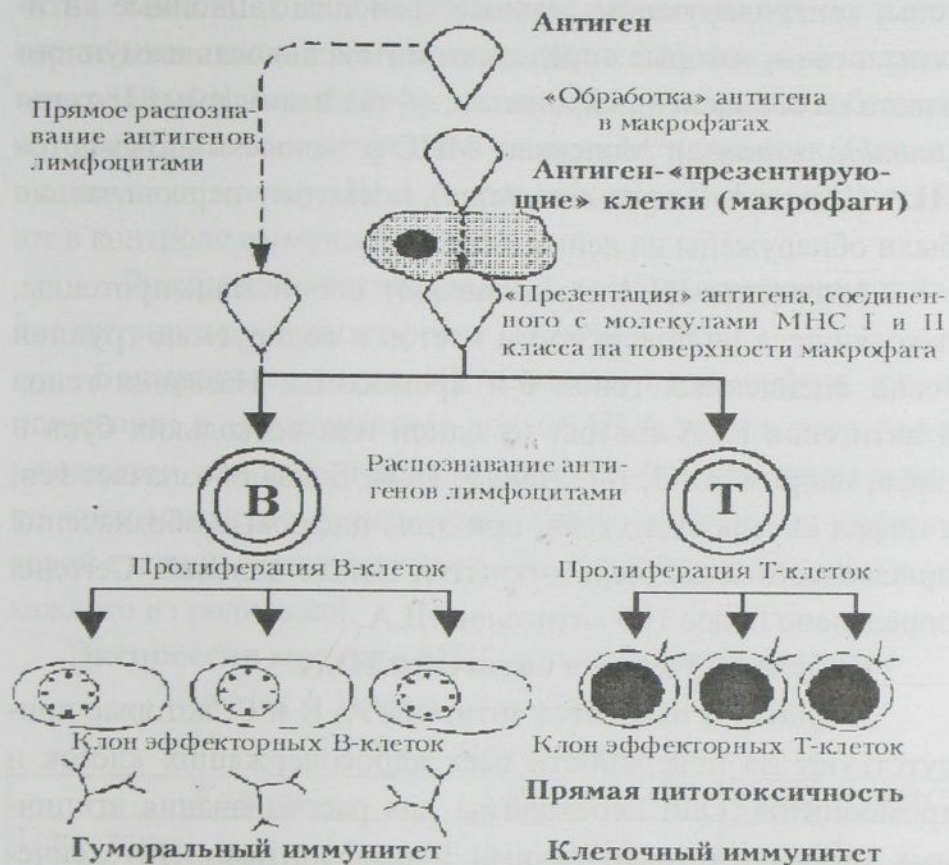 Антиген
«Обработка» антигена
в макрофагах
Прямое распозна-
вание антигенов
лимфоцитами
Антиген-«презентирую-
щие» клетки (макрофаги)
«Презентация» антигена, соединен-
ного с молекулами МНС I и II
класса на поверхности макрофага
Распознавание анти-
генов лимфоцитами
В
Т
Пролиферация В-клеток
Пролиферация Т-клеток
Клон эффекторных В-клеток
Клон эффекторных Т-клеток
Прямая цитотоксичность
Гуморальный иммунитет
Клеточный иммунитет